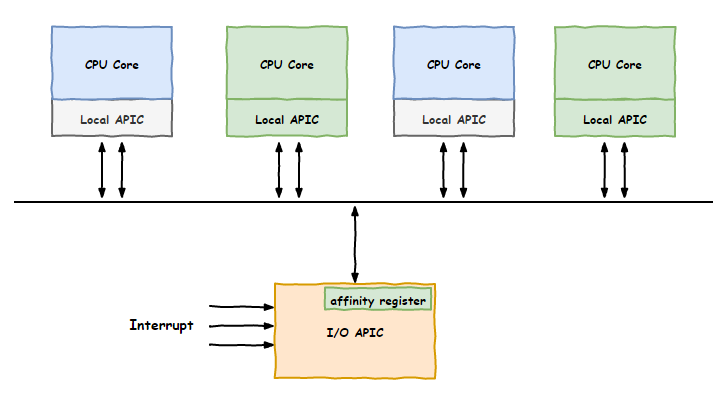 CPU Core
CPU Core
CPU Core
CPU Core
Local APIC
Local APIC
Local APIC
Local APIC
affinity register
Interrupt
I/O APIC